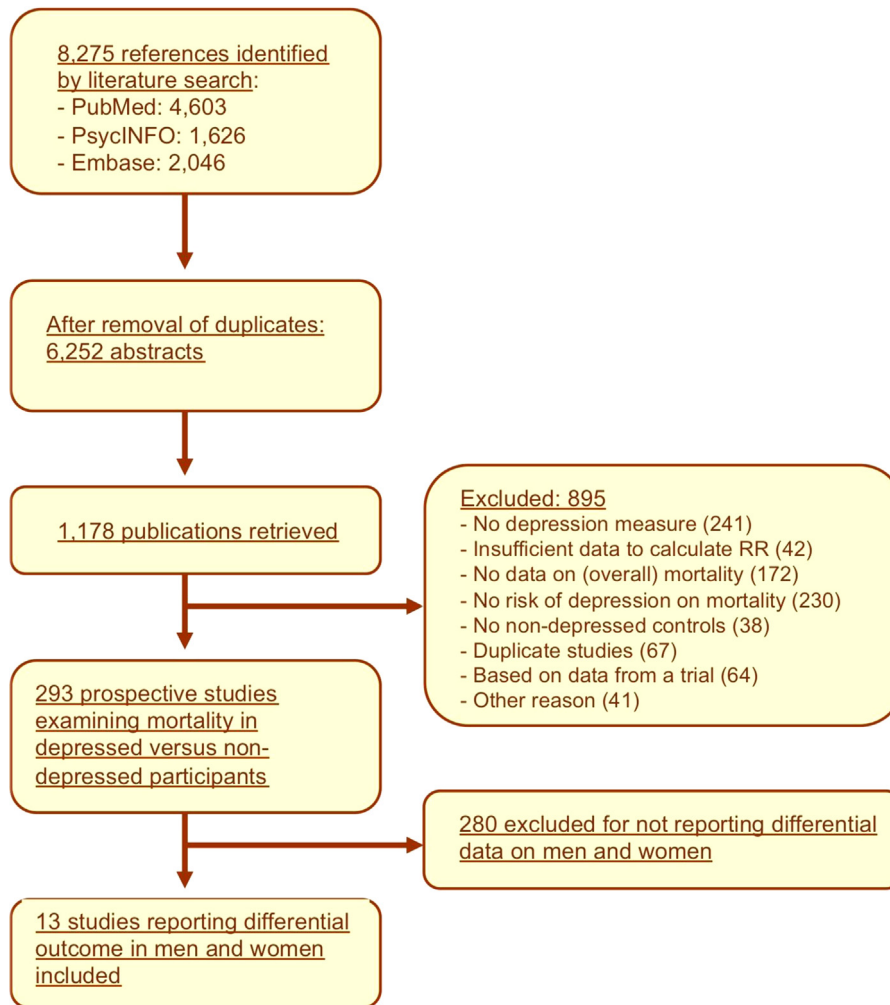 8,275 references identified
by literature search:
- PubMed: 4,603
- PsycINFO: 1,626
- Embase: 2,046
After removal of duplicates:
6,252 abstracts
1,178 publications retrieved
Excluded: 895
- No depression measure (241)
- Insufficient data to calculate RR (42)
- No data on (overall) mortality (172)
- No risk of depression on mortality (230)
- No non-depressed controls (38)
- Duplicate studies (67)
- Based on data from a trial (64)
- Other reason (41)
293 prospective studies
examining mortality in
depressed versus non-
depressed participants
280 excluded for not reporting differential
data on men and women
13 studies reporting differential
outcome in men and women
included